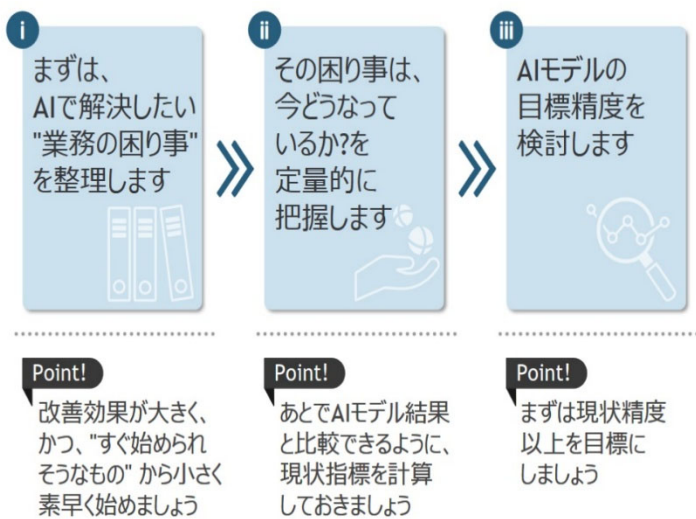 i
まずは、
AIで解決したい
"業務の困り事"
を整理します
ii
その困り事は、
今どうなって
いるか?を
定量的に
把握します
iii
AIモデルの
目標精度を
検討します
Point!
改善効果が大きく、
かつ、"すぐ始められ
そうなもの" から小さく
素早く始めましょう
Point!
あとでAIモデル結果
と比較できるように、
現状指標を計算
しておきましょう
Point!
まずは現状精度
以上を目標に
しましょう